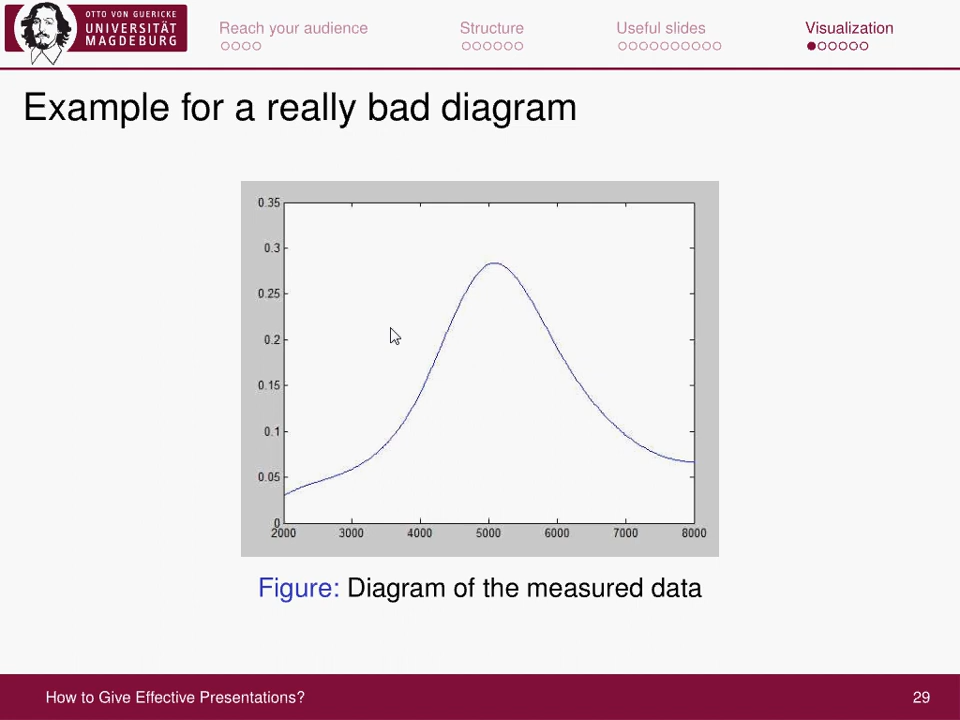 OTTO VON GUERICKE
UNIVERSITÄT
MAGDEBURG
Reach your audience
Structure
Useful slides
Visualization
Example for a really bad diagram
0.35
0.3
0.25
0.2
0.15
0.1
0.05
0
2000 3000 4000 5000 6000 7000 8000
Figure: Diagram of the measured data
How to Give Effective Presentations? 29